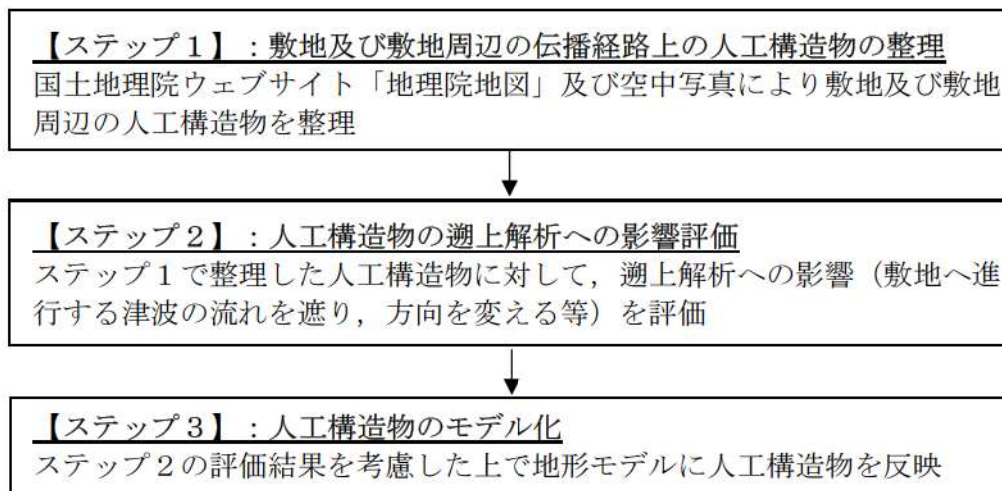 【ステップ１】：敷地及び敷地周辺の伝播経路上の人工構造物の整理
国土地理院ウェブサイト「地理院地図」及び空中写真により敷地及び敷地
周辺の人工構造物を整理
【ステップ２】：人工構造物の遡上解析への影響評価
ステップ１で整理した人工構造物に対して，遡上解析への影響（敷地へ進
行する津波の流れを遮り，方向を変える等）を評価
【ステップ３】：人工構造物のモデル化
ステップ２の評価結果を考慮した上で地形モデルに人工構造物を反映